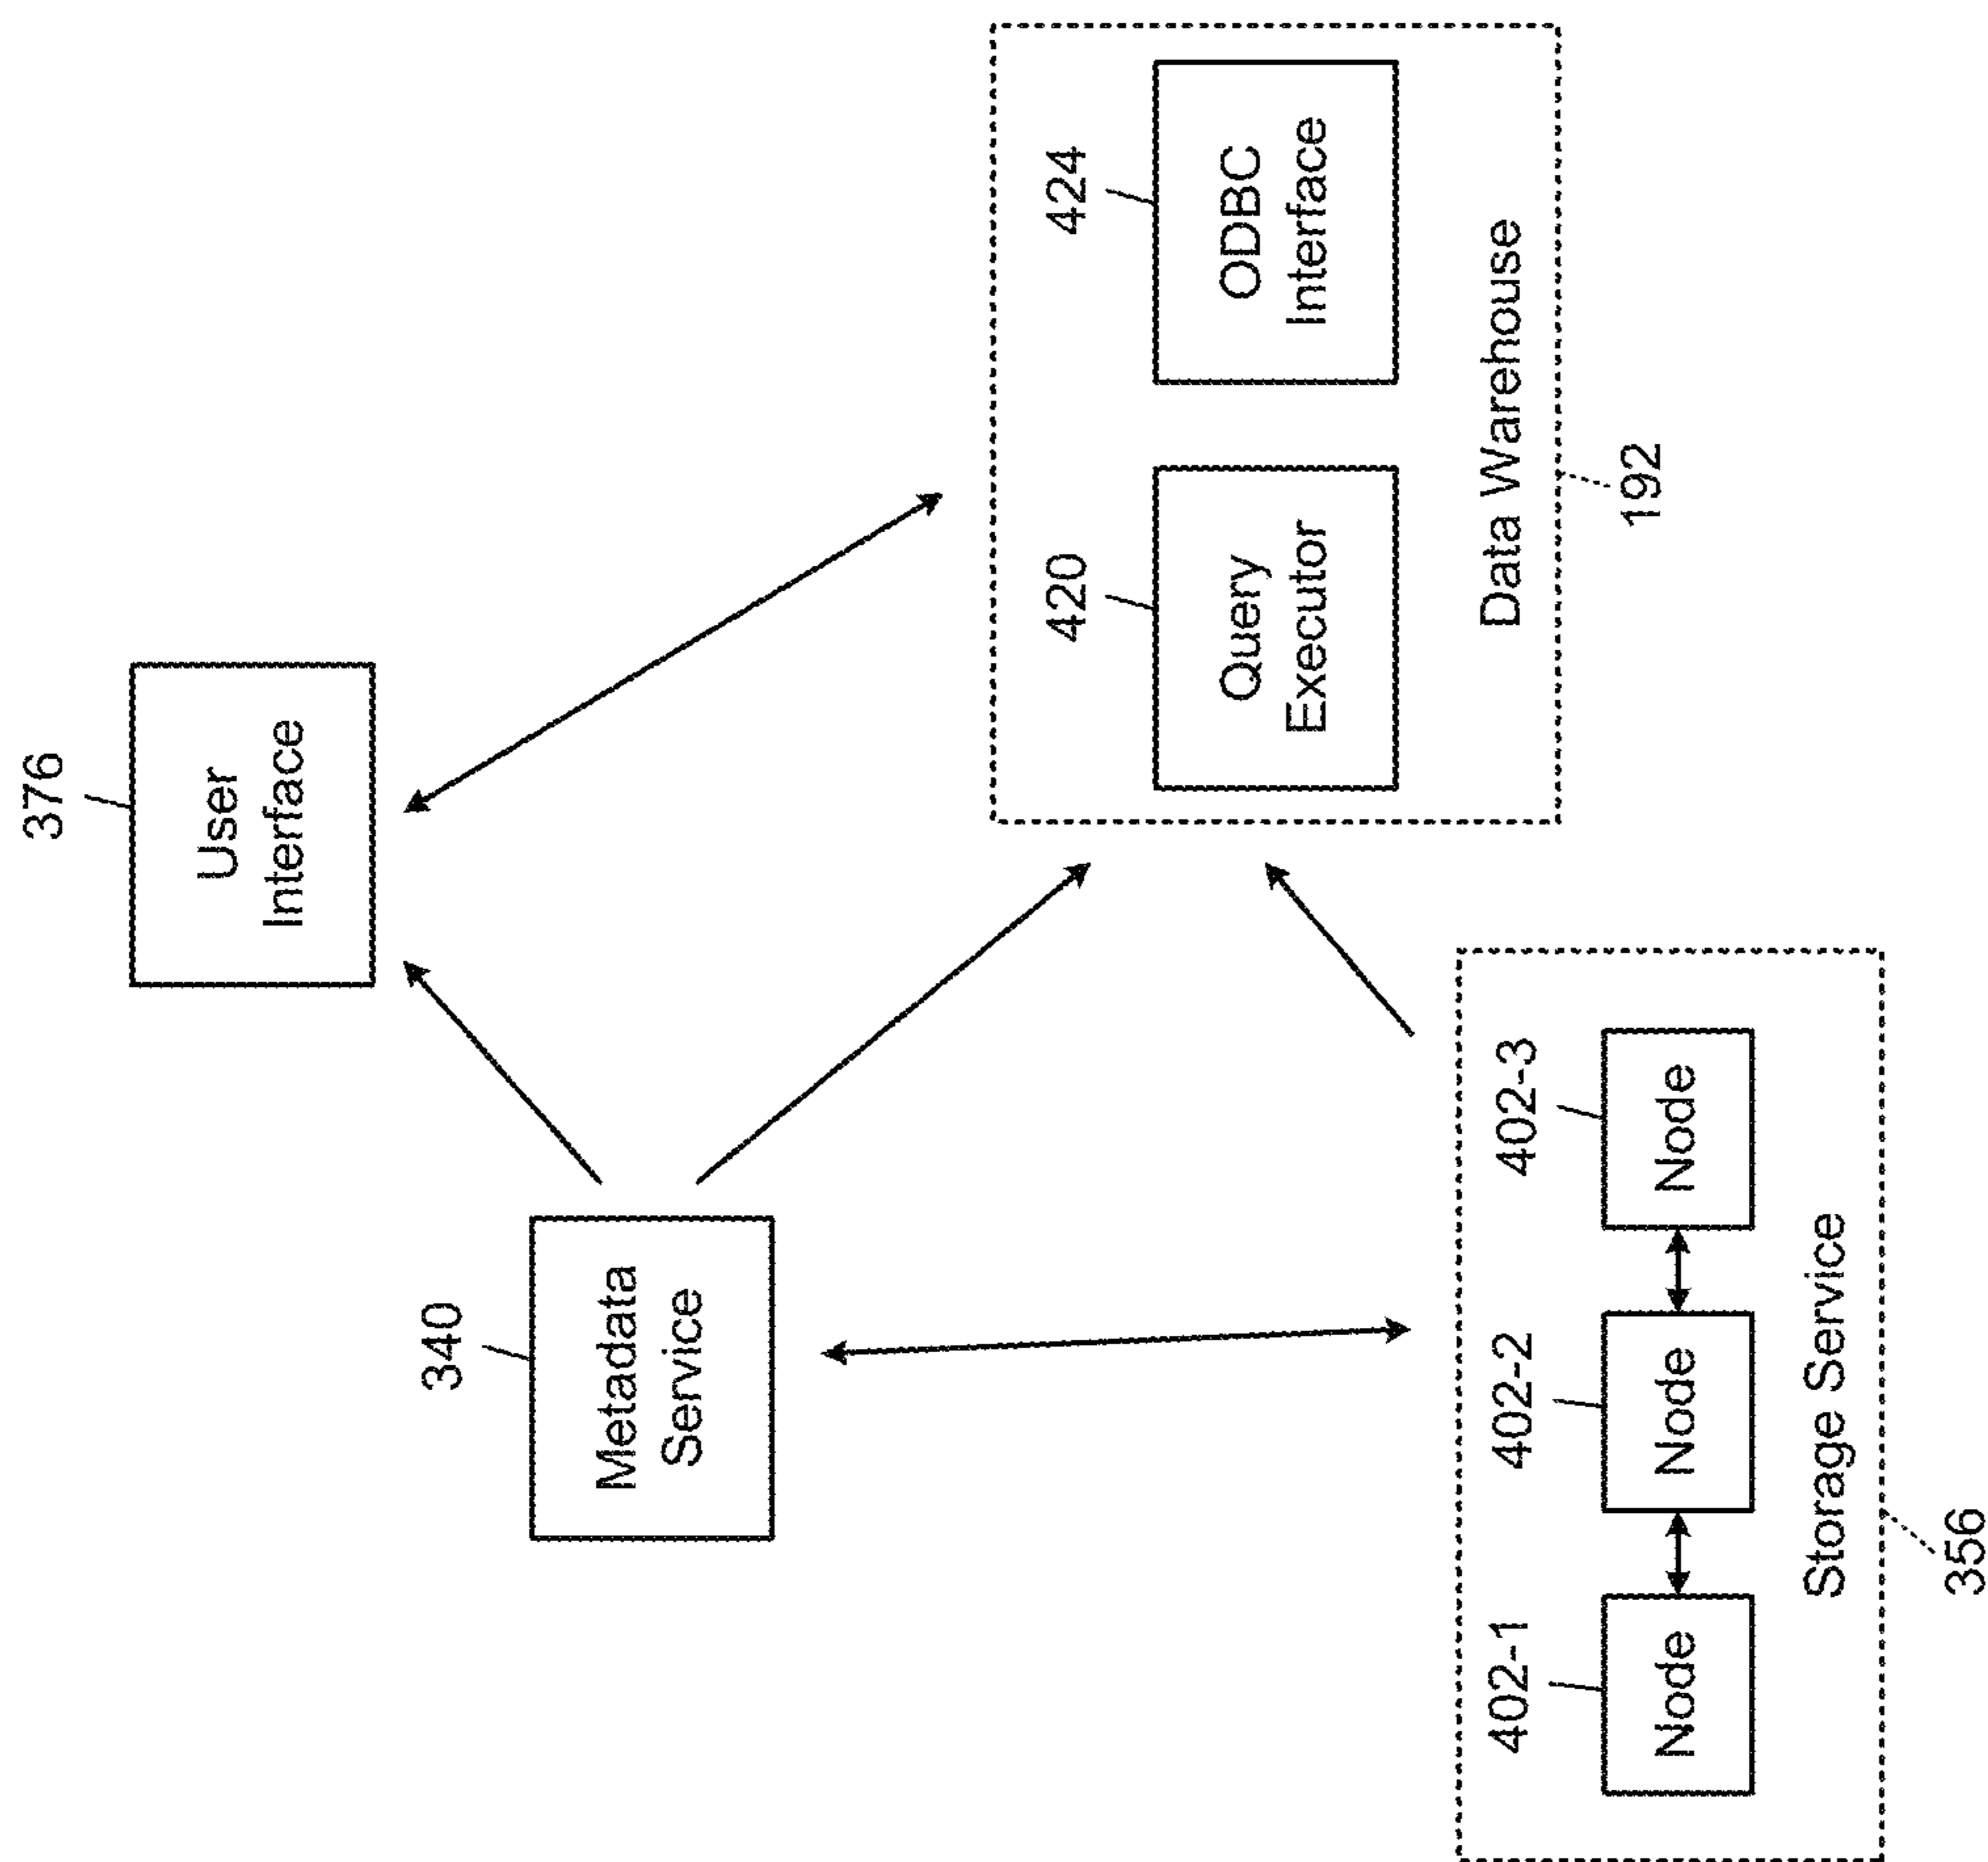 376
User
Interface
340
Metadata
Service
420
Query
Executor
424
ODBC
Interface
Data Warehouse
192
402-1
Node
402-2
Node
402-3
Node
Storage Service
356